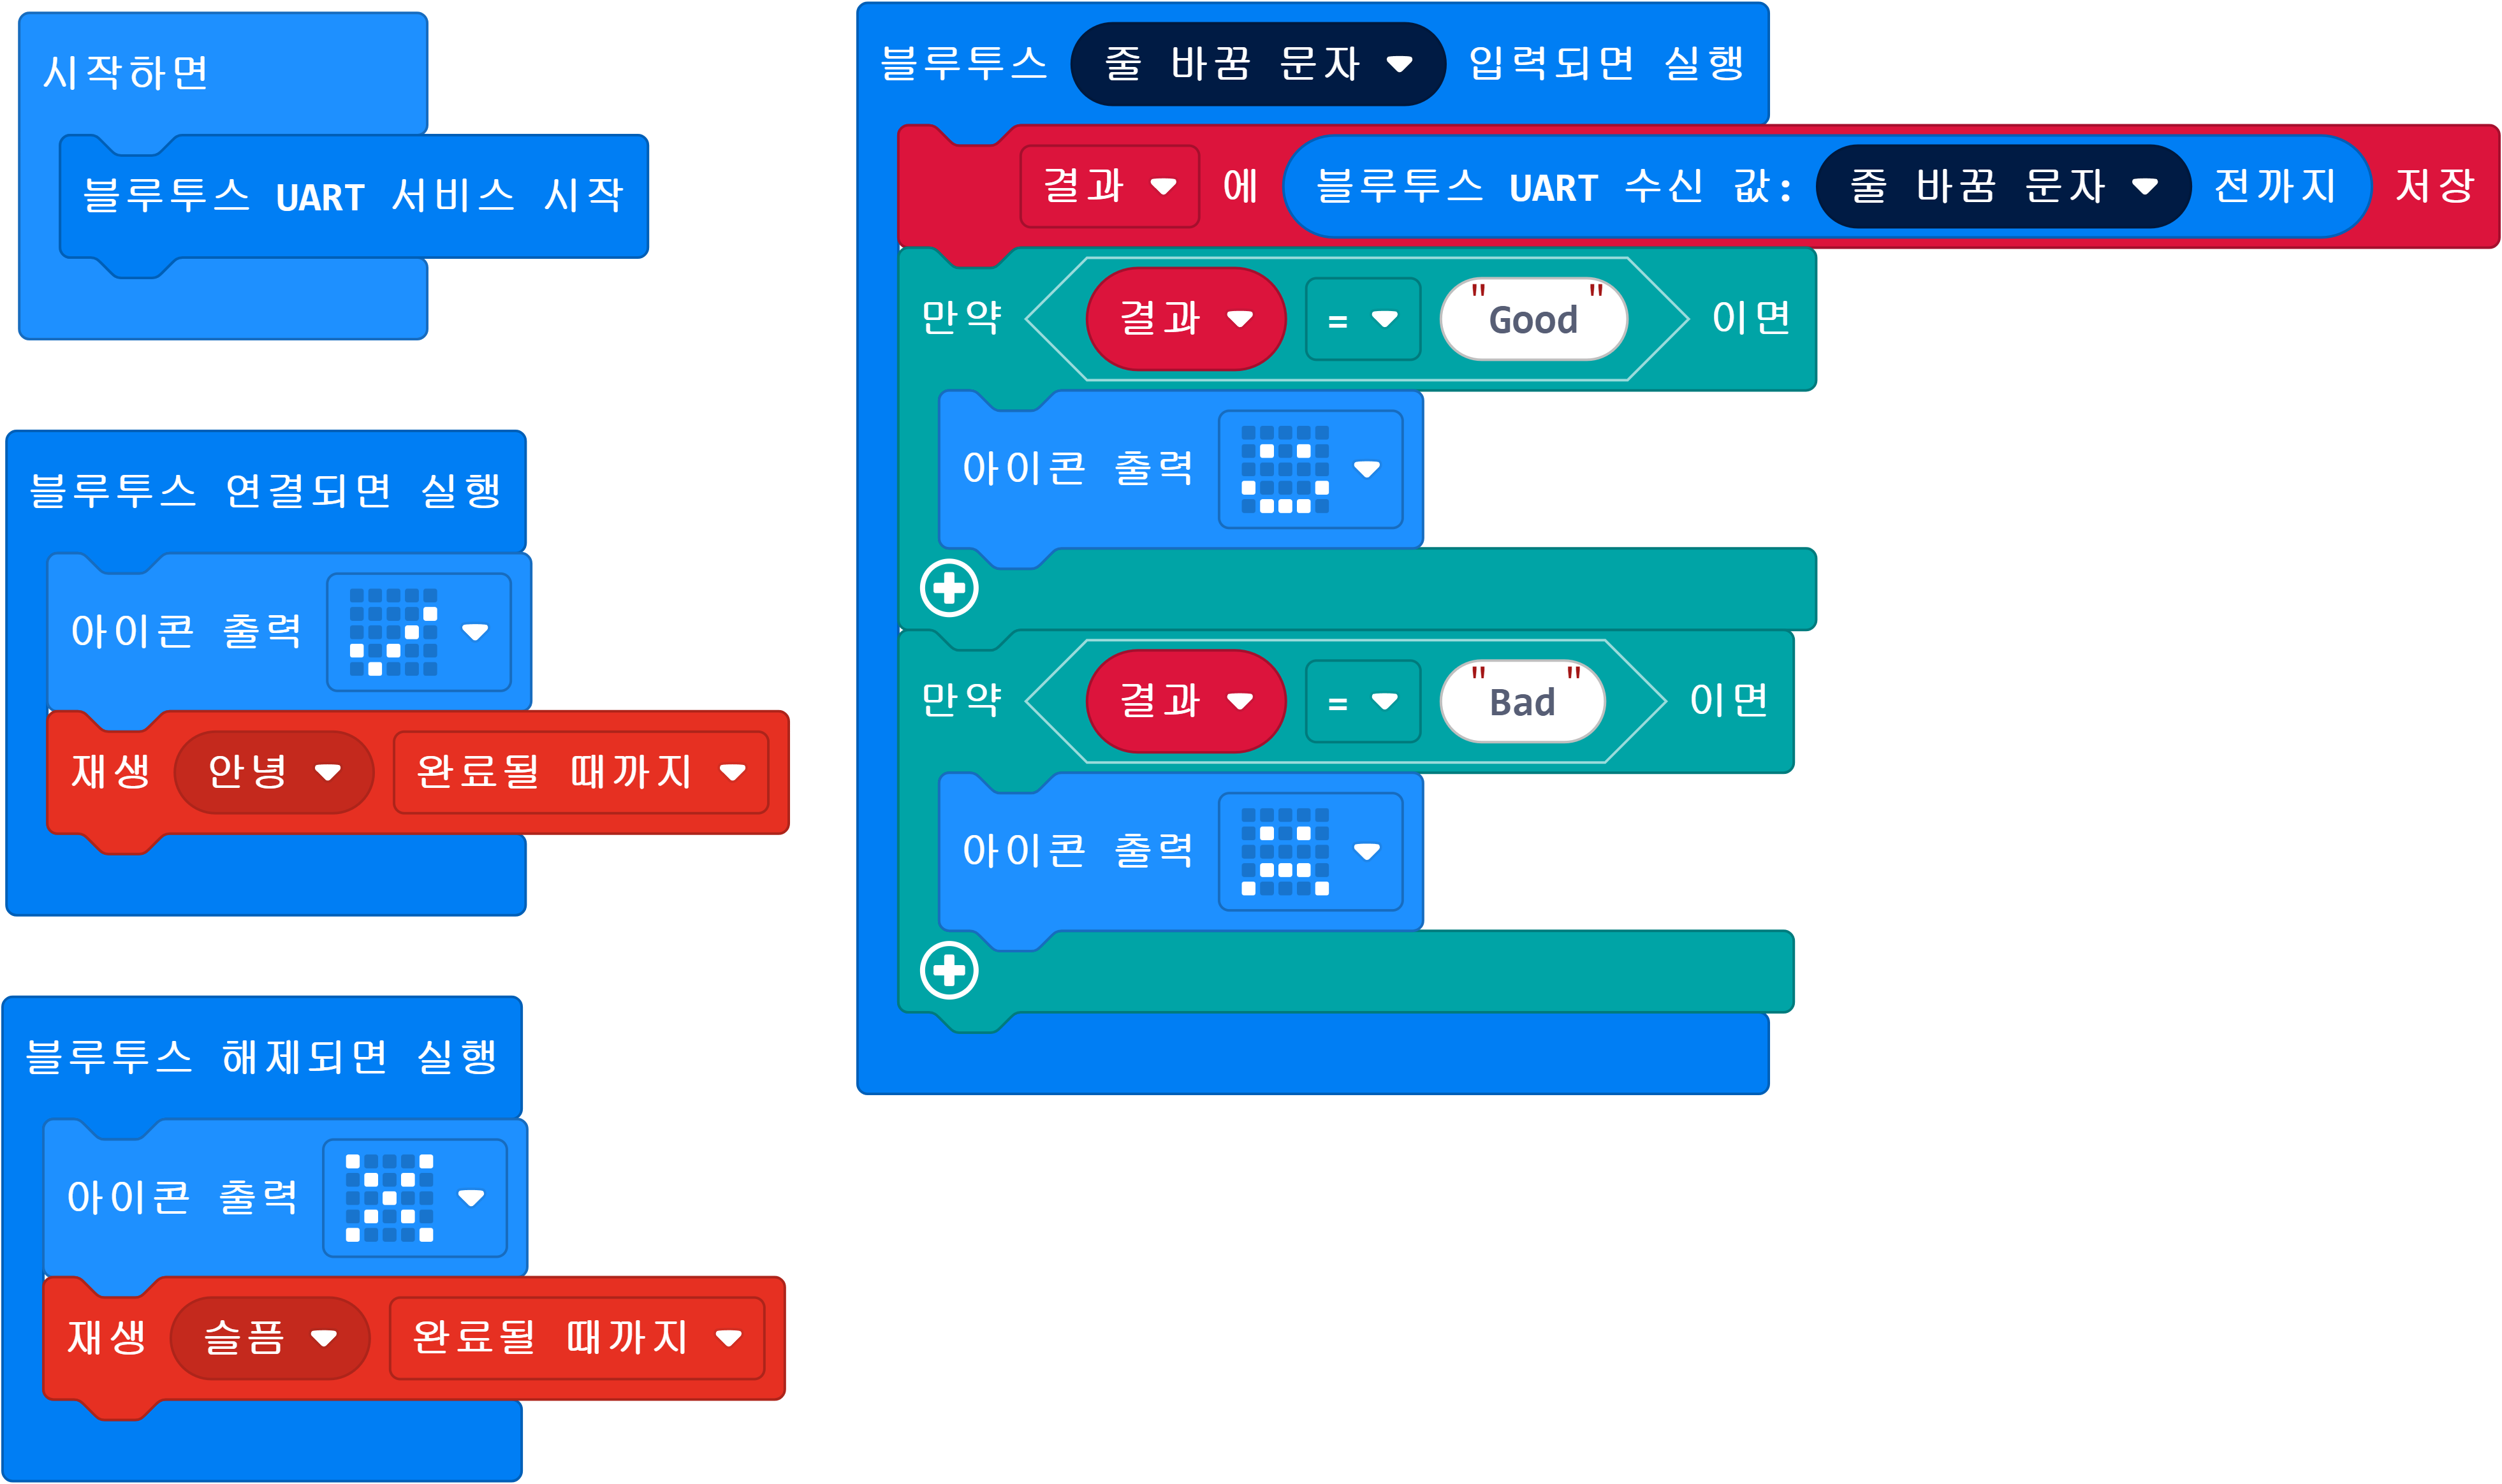 시작하면
블루투스 UART 서비스 시작
블루투스 연결되면 실행
아이콘 출력
재생 안녕 완료될 때까지
블루투스 해제되면 실행
아이콘 출력
재생 슬픔 완료될 때까지
블루투스 줄 바꿈 문자 입력되면 실행
결과 에 블루투스 UART 수신 값: 줄 바꿈 문자 전까지 저장
만약 결과 = "Good" 이면
아이콘 출력
만약 결과 = "Bad" 이면
아이콘 출력